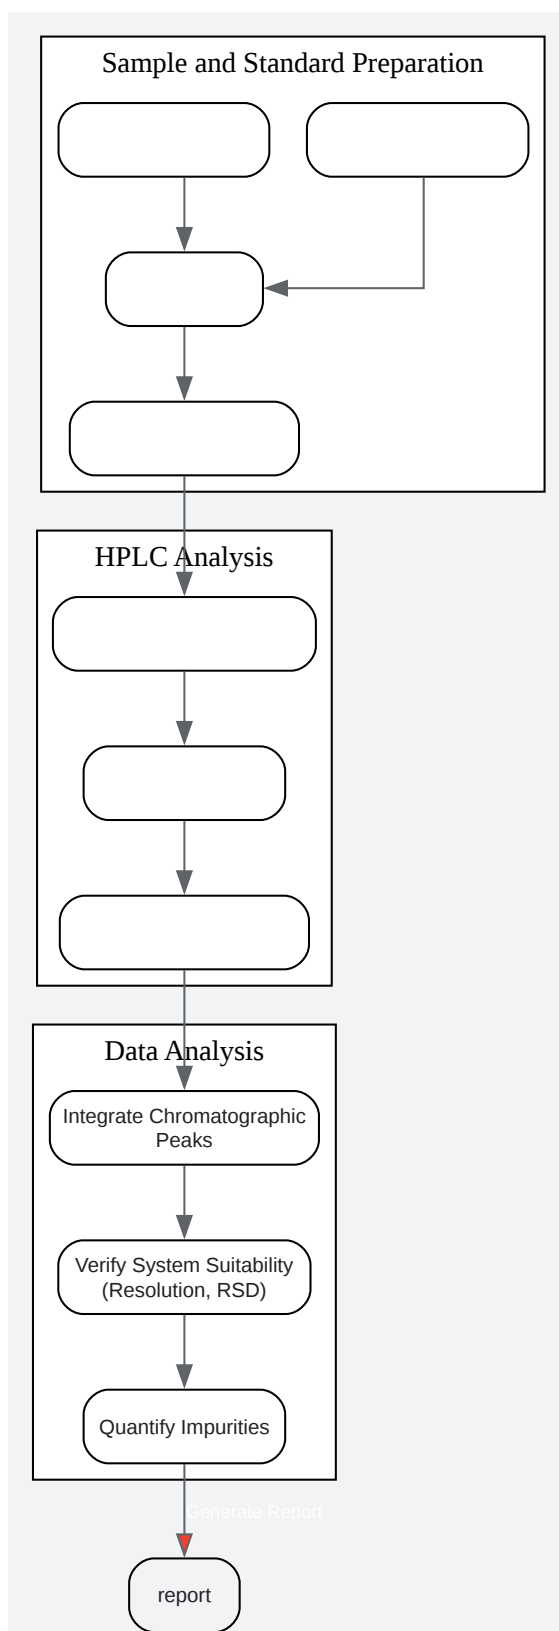 Sample and Standard Preparation
HPLC Analysis
Data Analysis
Integrate Chromatographic
Peaks
Verify System Suitability
(Resolution, RSD)
Quantify Impurities
Generate Report
report